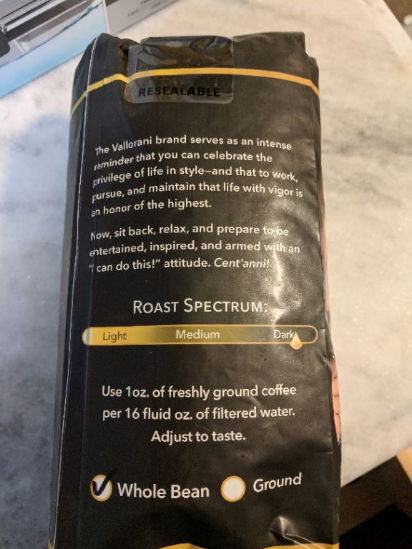 RESEALABLE
The Vallorani brand serves as an intense
reminder that you can celebrate the
privilege of life in style—and that to work,
pursue, and maintain that life with vigor is
an honor of the highest.
Now, sit back, relax, and prepare to be
entertained, inspired, and armed with an
"I can do this!" attitude. Cent'anni!
ROAST SPECTRUM:
Light Medium Dark
Use 1oz. of freshly ground coffee
per 16 fluid oz. of filtered water.
Adjust to taste.
Whole Bean Ground